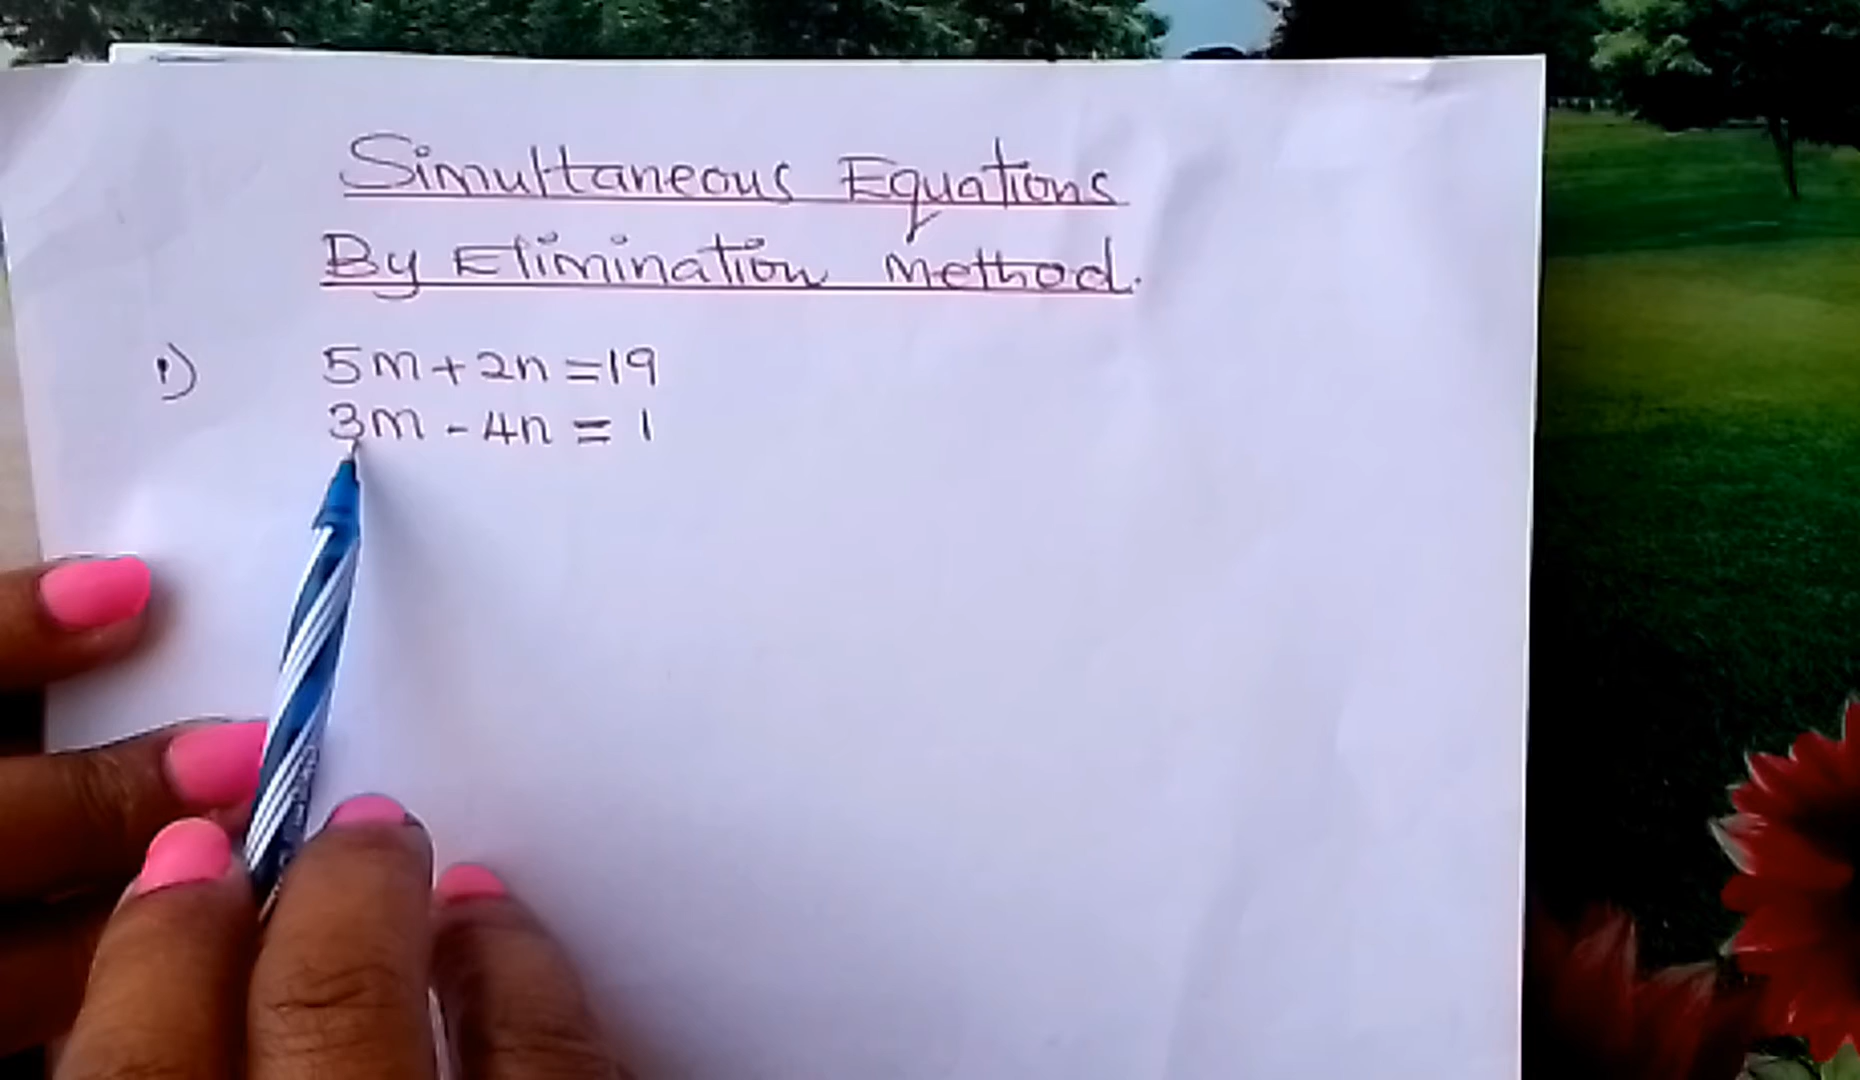 Simultaneous Equations
By Elimination Method.
1) 5m + 2n = 19
3m - 4n = 1